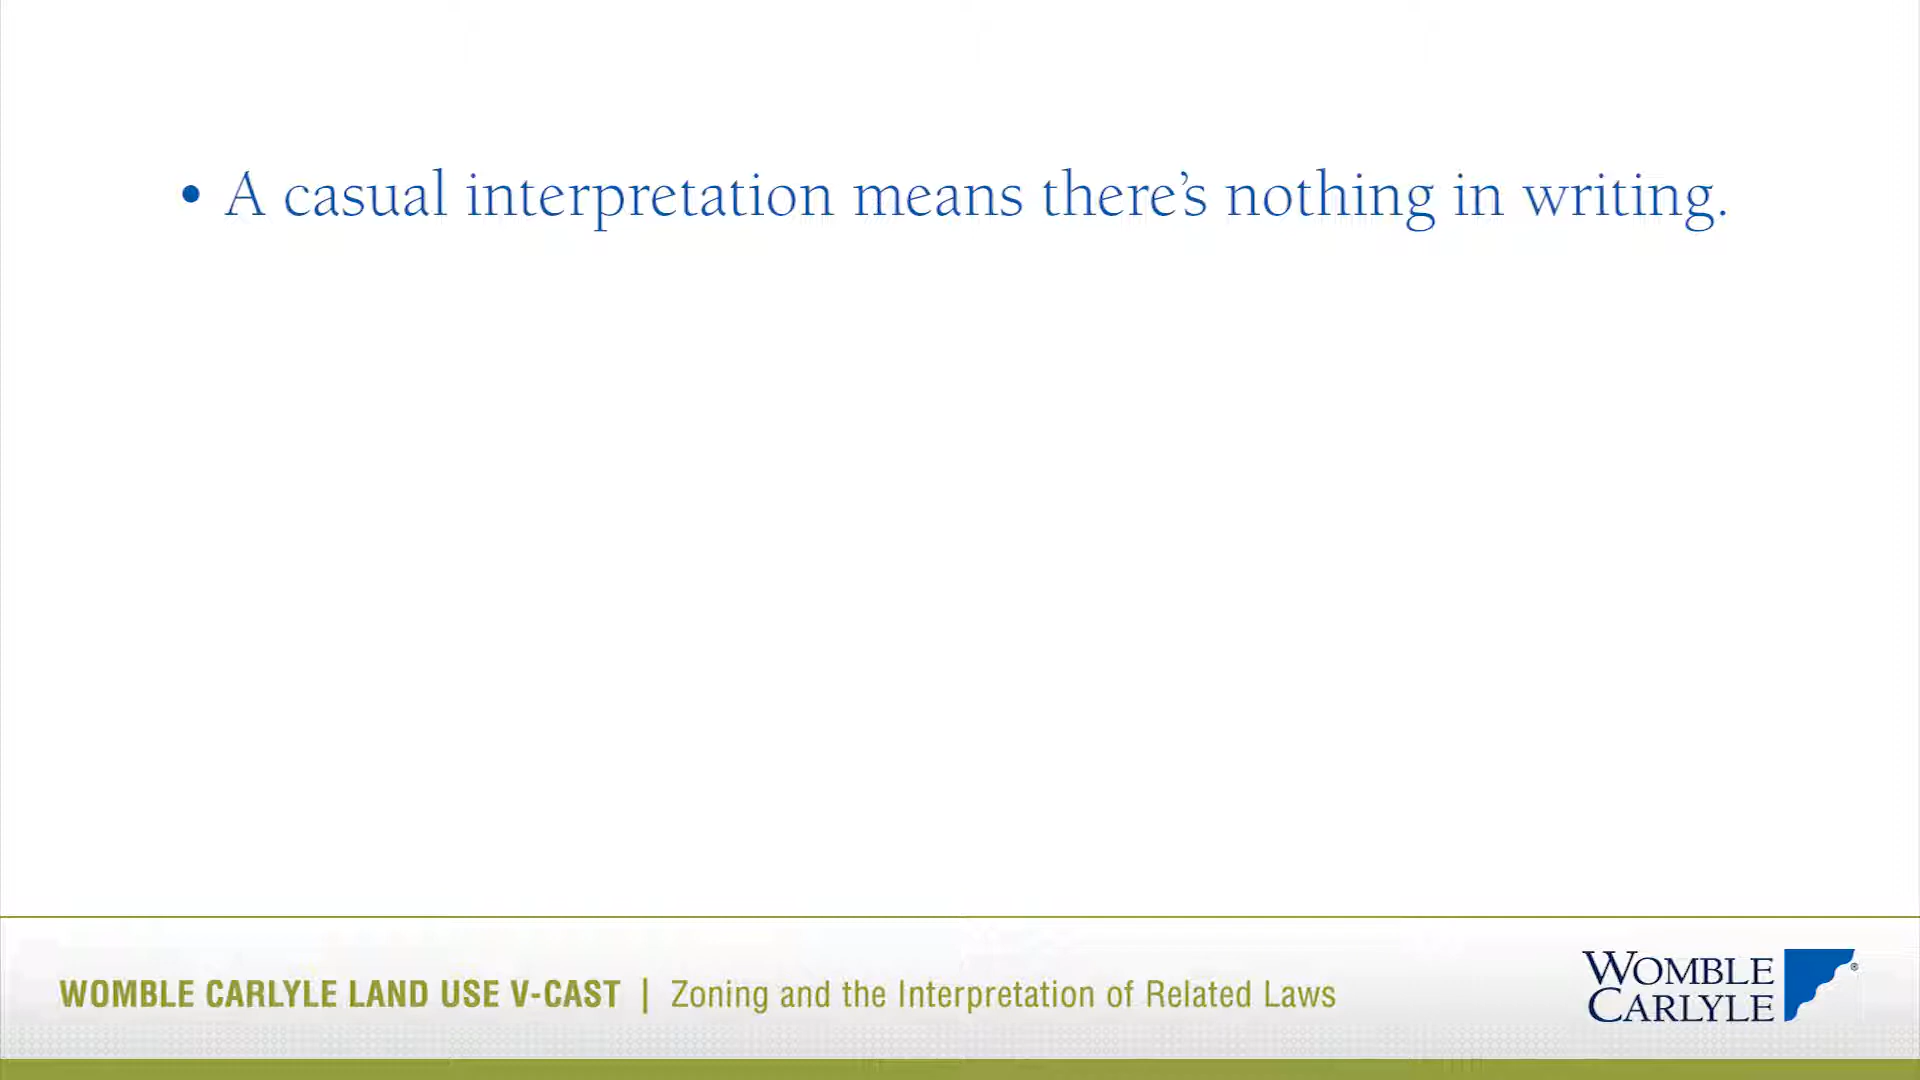 • A casual interpretation means there’s nothing in writing.
WOMBLE CARLYLE LAND USE V-CAST | Zoning and the Interpretation of Related Laws
WOMBLE
CARLYLE ®